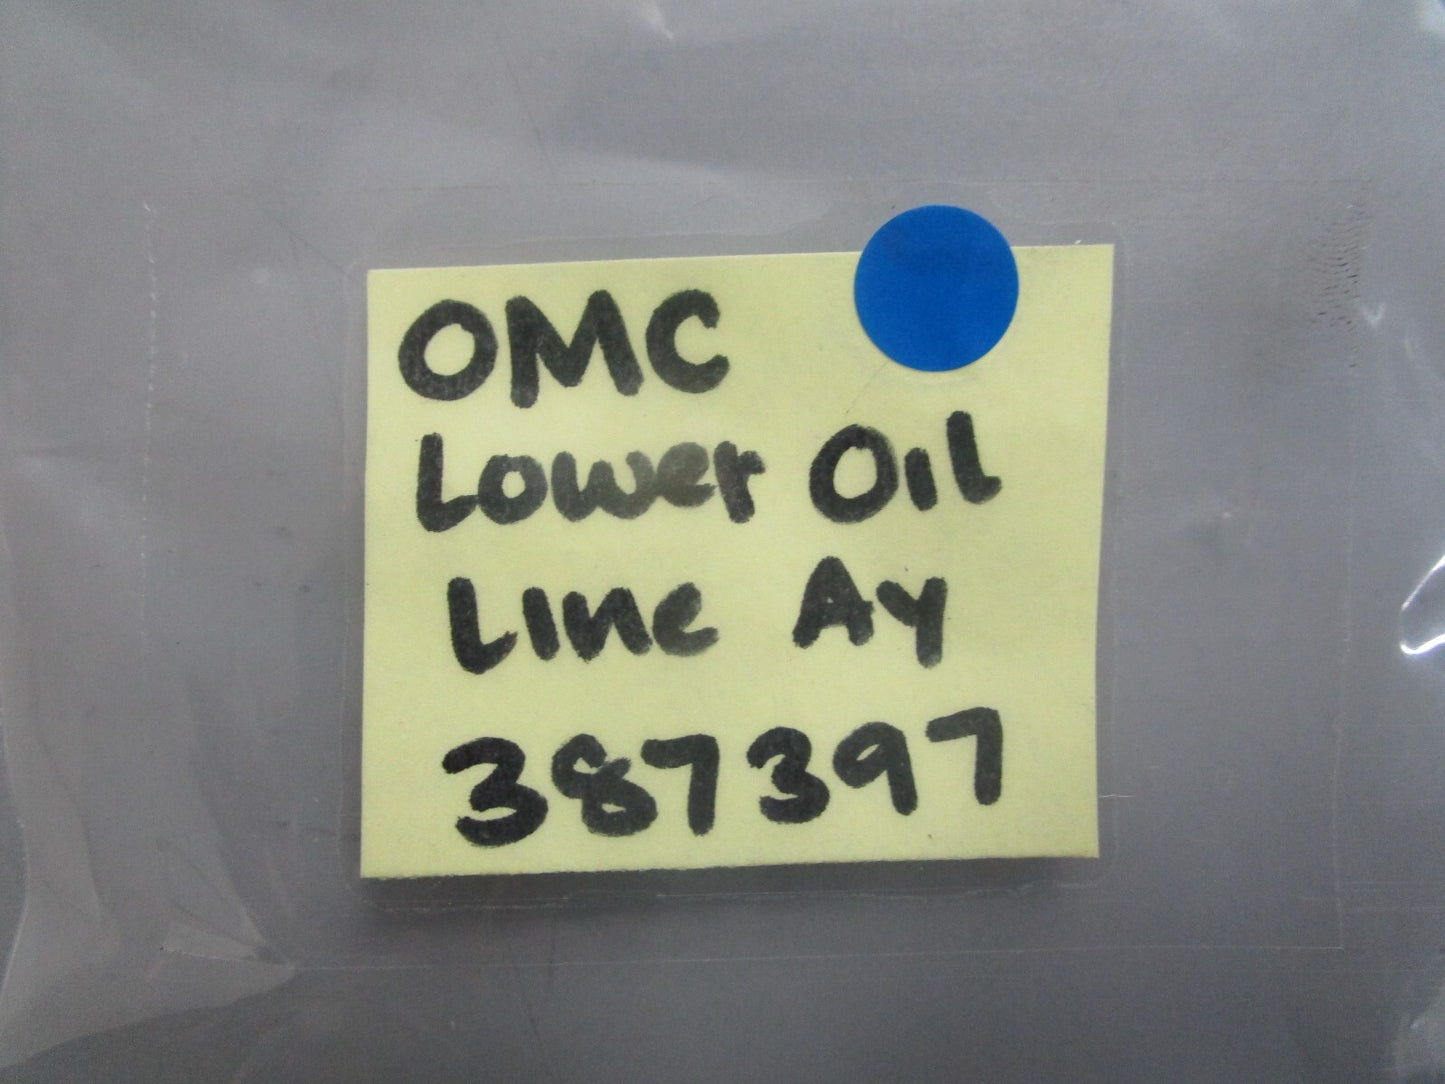 OMC
Lower Oil
Line Ay
387397